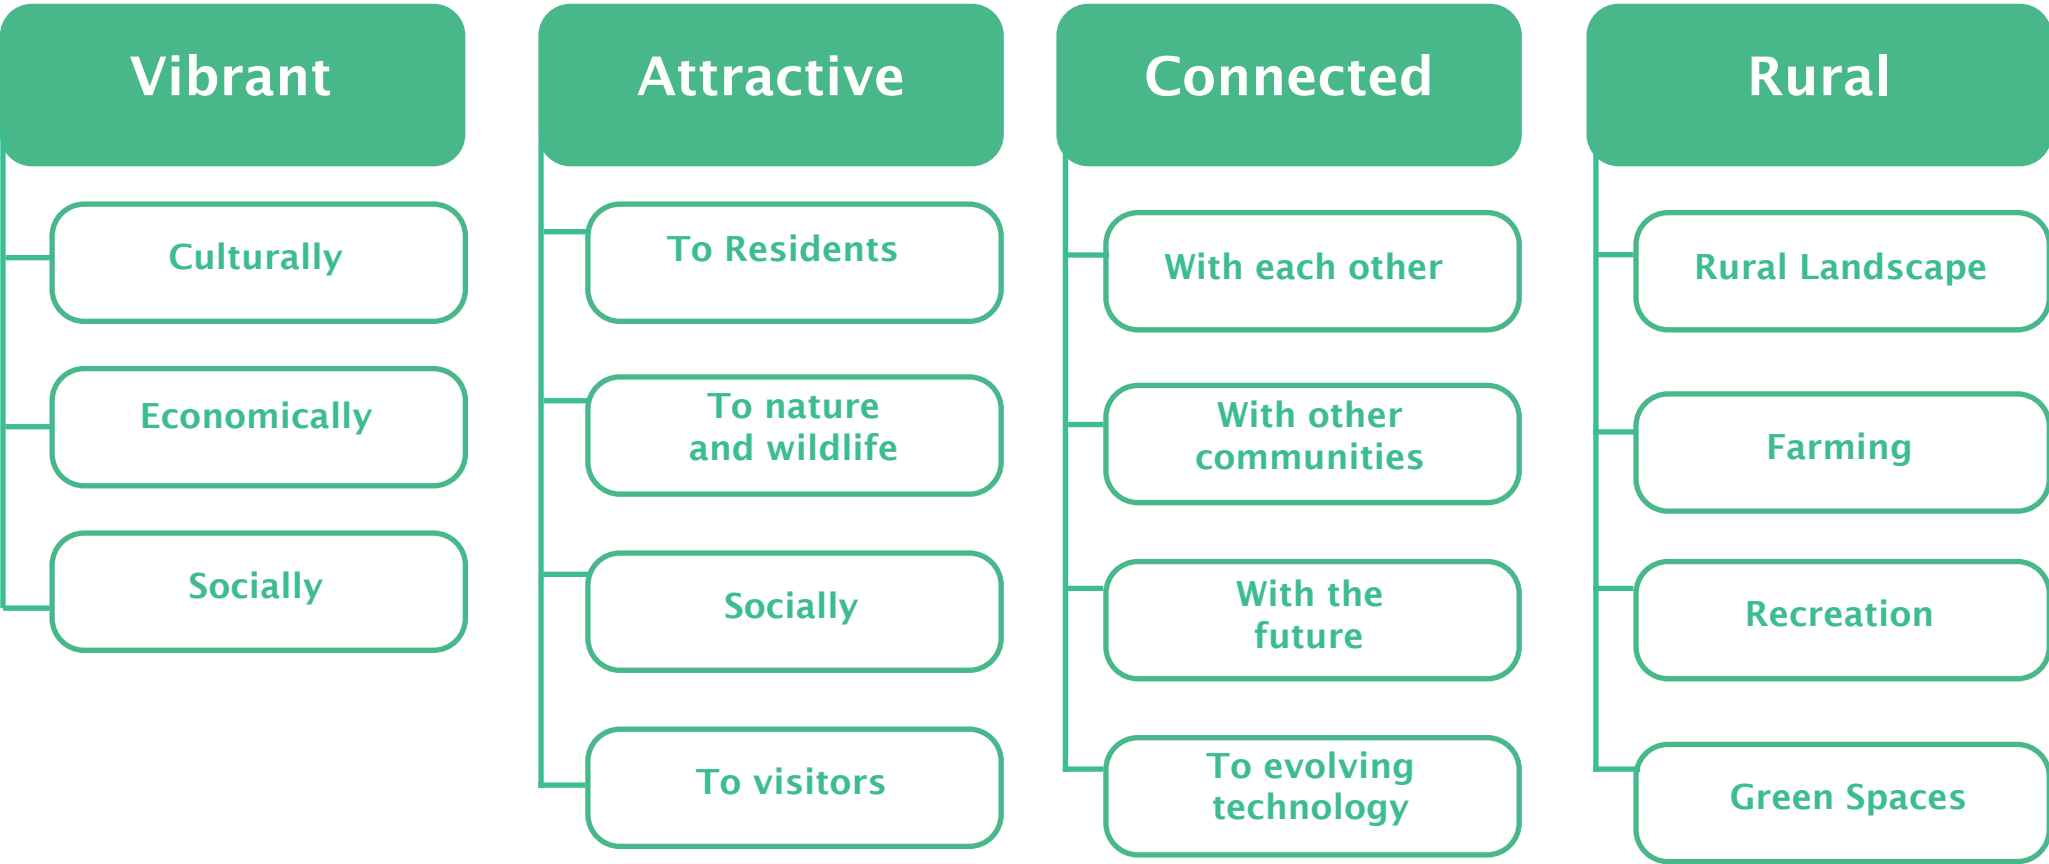 Vibrant
Culturally
Economically
Socially
Attractive
To Residents
To nature
and wildlife
Socially
To visitors
Connected
With each other
With other
communities
With the
future
To evolving
technology
Rural
Rural Landscape
Farming
Recreation
Green Spaces